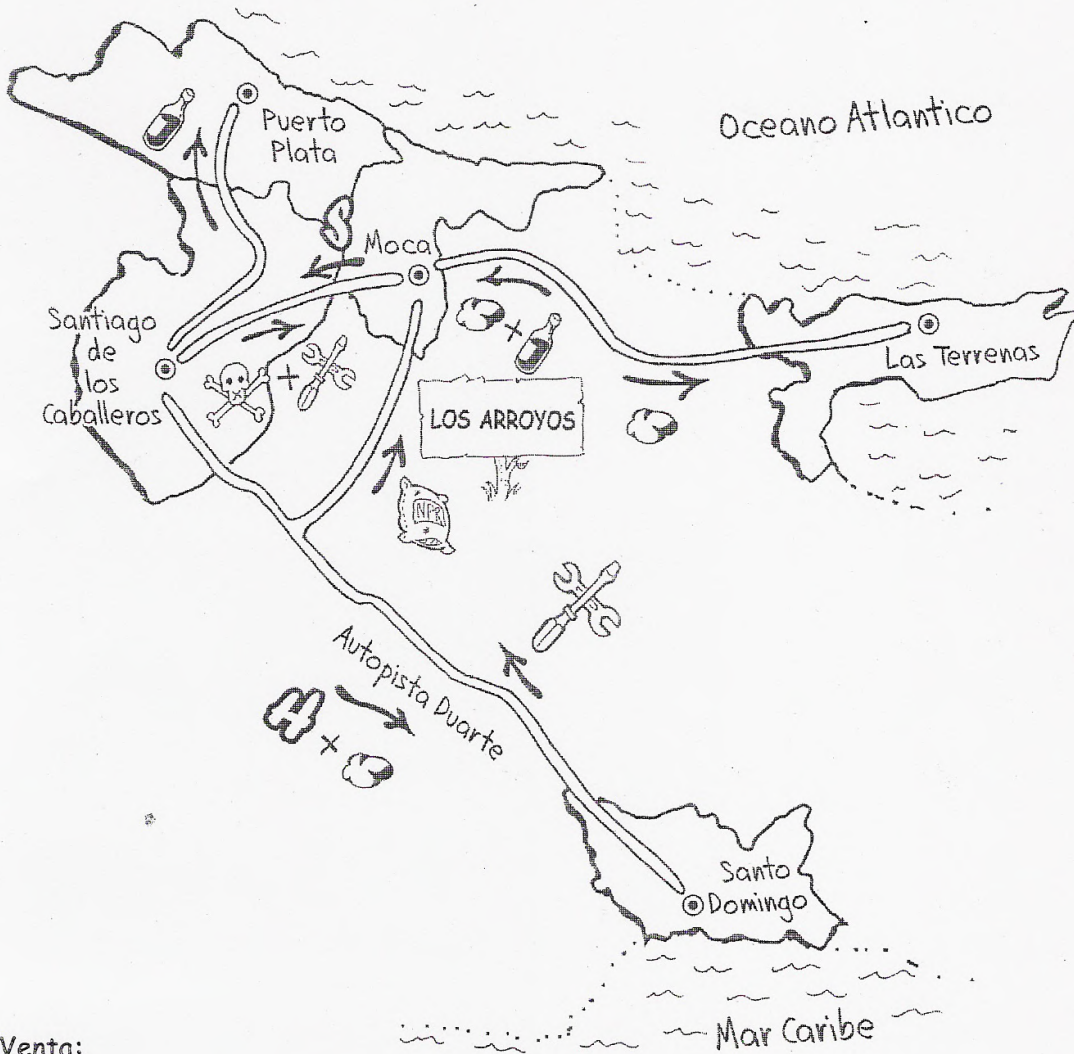 Oceano Atlantico
Puerto
Plata
Moca
Santiago
de
los
Caballeros
Las Terrenas
LOS ARROYOS
NPK
Autopista Duarte
Santo
Domingo
Mar Caribe
Venta: